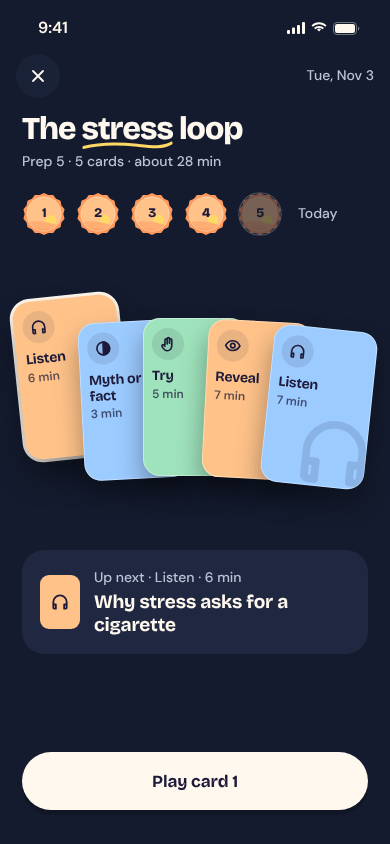 9:41
Tue, Nov 3
The stress loop
Prep 5 · 5 cards · about 28 min
1 2 3 4 5 Today
Listen
6 min
Myth or
fact
3 min
Try
5 min
Reveal
7 min
Listen
7 min
Up next · Listen · 6 min
Why stress asks for a
cigarette
Play card 1